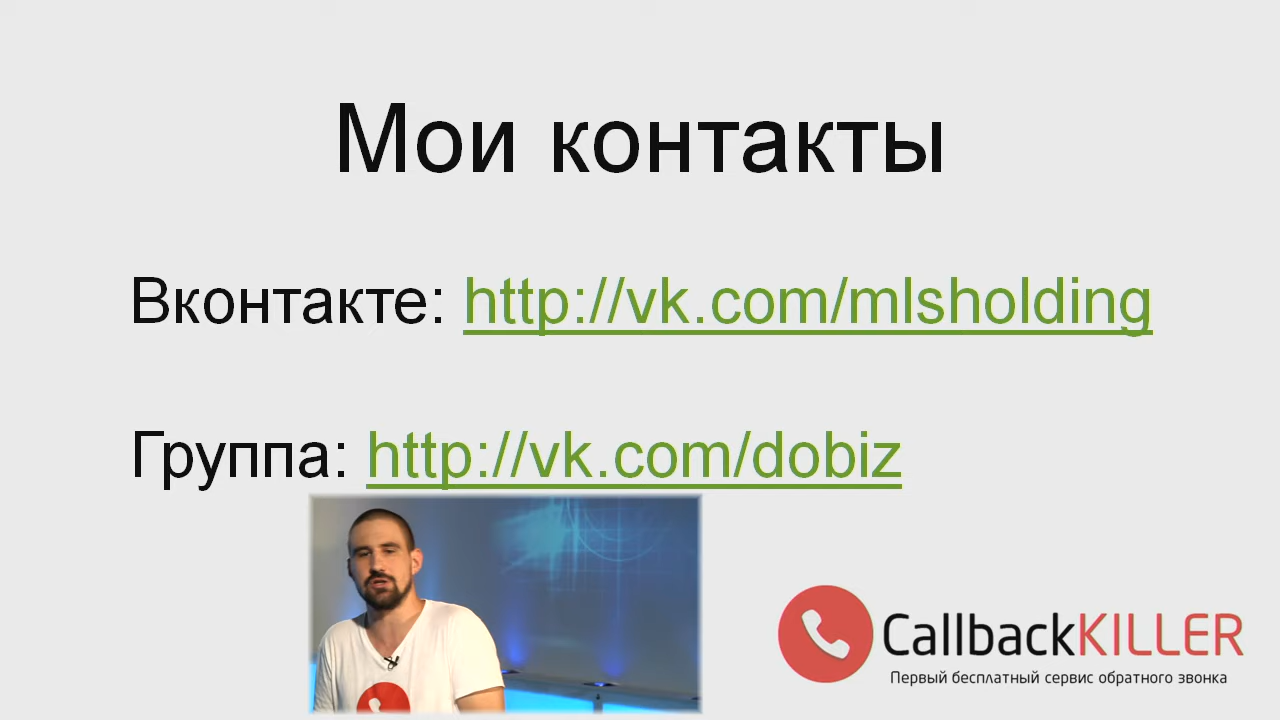 Мои контакты
Вконтакте: http://vk.com/mlsholding
Группа: http://vk.com/dobiz
CallbackKILLER
Первый бесплатный сервис обратного звонка